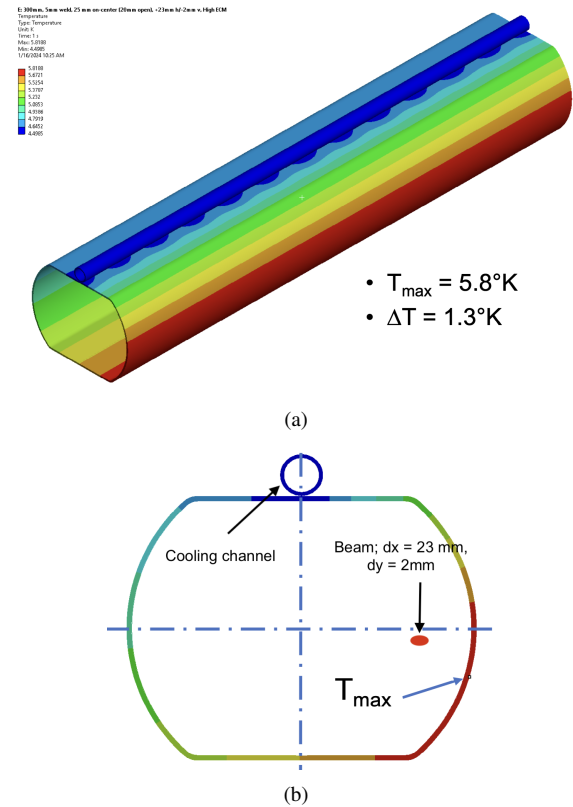 E: 300mm, 5mm weld, 25 mm on-center (20mm open), +23mm h/-2mm v, High ECM
Temperature
Type: Temperature
Unit: K
Time: 1 s
Max: 5.8188
Min: 4.4985
1/16/2024 10:25 AM
5.8188
5.6721
5.5254
5.3787
5.232
5.0853
4.9386
4.7919
4.6452
4.4985
• Tmax = 5.8°K
• ΔT = 1.3°K
(a)
Cooling channel
Beam; dx = 23 mm,
dy = 2mm
Tmax
(b)